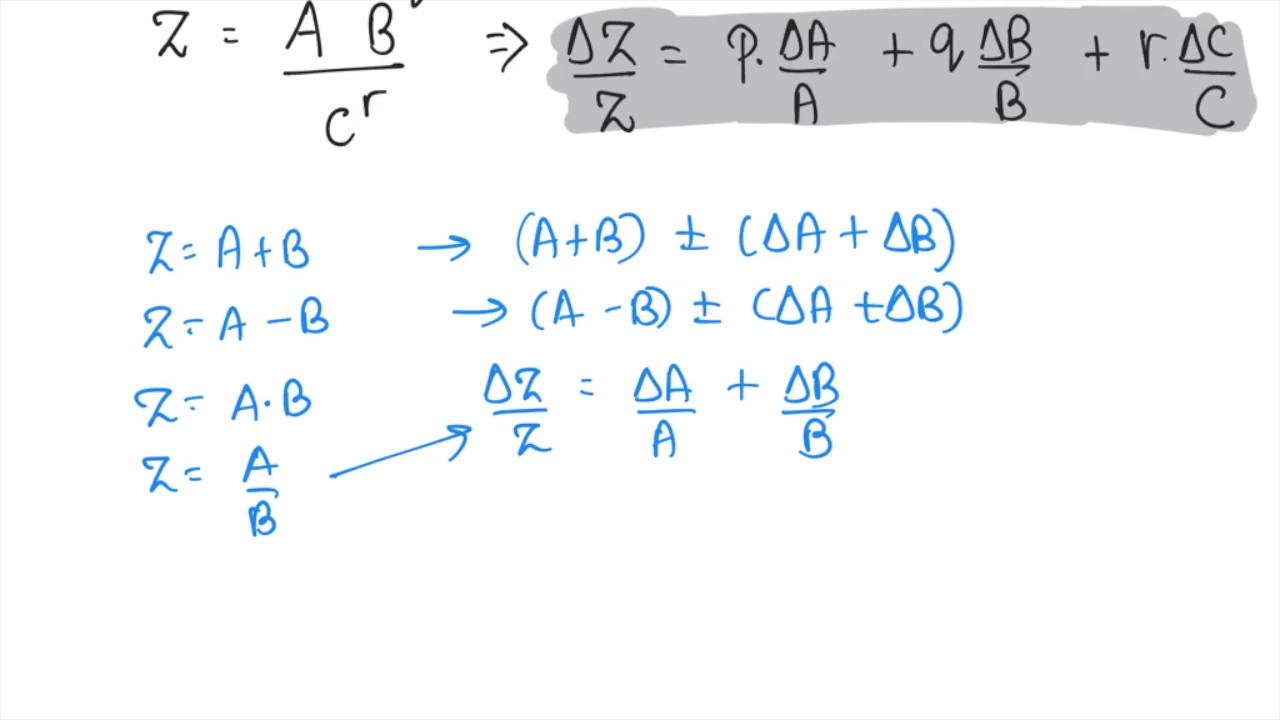 Z = A B / C^r ⇒ ΔZ/Z = p. ΔA/A + q ΔB/B + r. ΔC/C
Z = A + B → (A+B) ± (ΔA + ΔB)
Z = A - B → (A - B) ± (ΔA + ΔB)
Z = A · B ΔZ/Z = ΔA/A + ΔB/B
Z = A/B